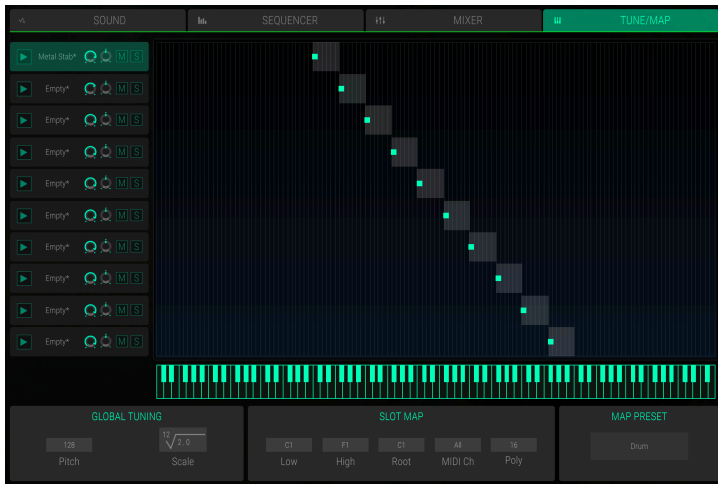 SOUND
SEQUENCER
MIXER
TUNE/MAP
Metal Stab* M S
Empty* M S
Empty* M S
Empty* M S
Empty* M S
Empty* M S
Empty* M S
Empty* M S
Empty* M S
Empty* M S
GLOBAL TUNING
128
12 √2.0
Pitch
Scale
SLOT MAP
C1
F1
C1
All
16
Low
High
Root
MIDI Ch
Poly
MAP PRESET
Drum